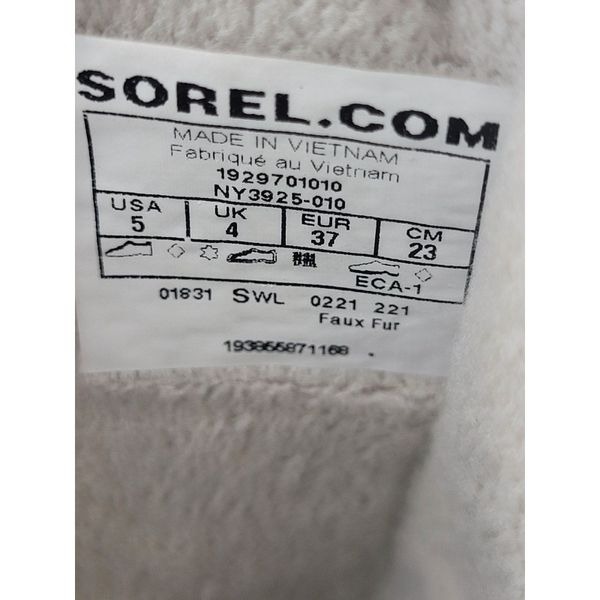 SOREL.COM
MADE IN VIETNAM
Fabriqué au Vietnam
1929701010
NY3925-010
USA UK EUR CM
5 4 37 23
ECA-1
01831 SWL 0221 221
Faux Fur
193855871168